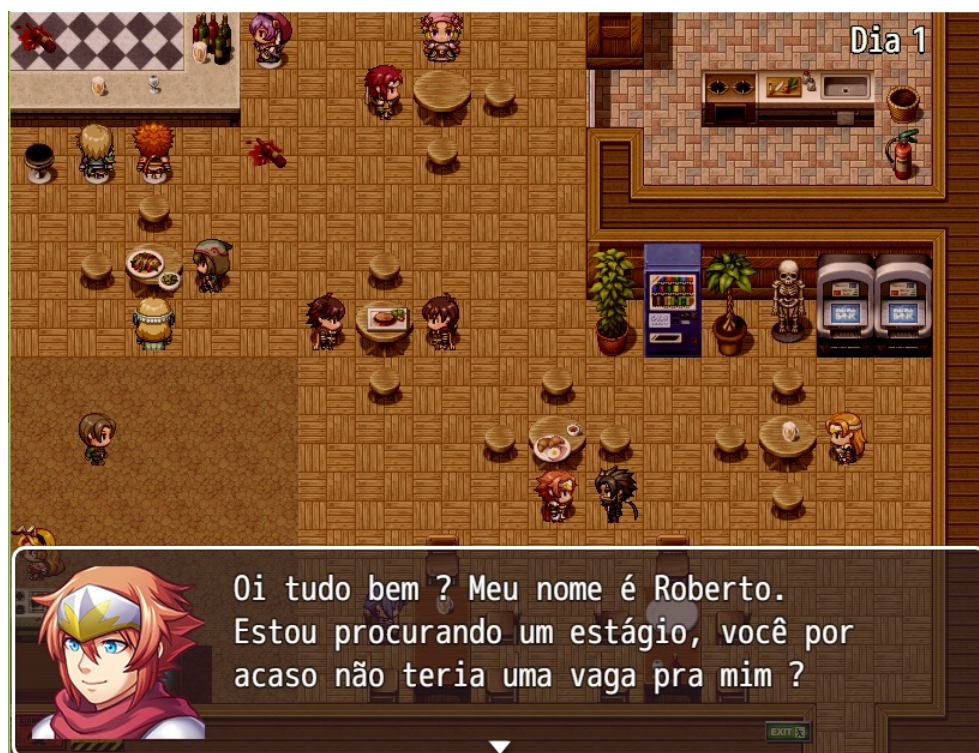 Dia 1
Oi tudo bem ? Meu nome é Roberto.
Estou procurando um estágio, você por
acaso não teria uma vaga pra mim ?
EXIT